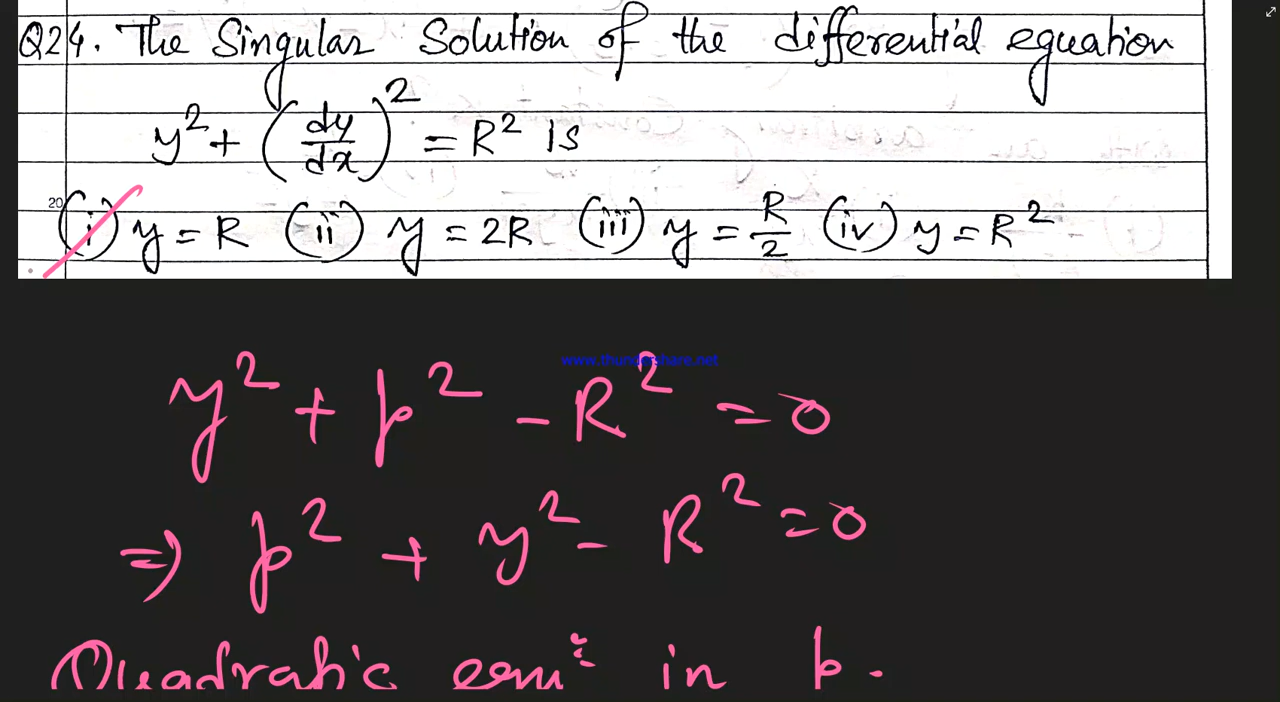 Q24. The Singular Solution of the differential equation
y² + (dy/dx)² = R² is
20
(i) y = R (ii) y = 2R (iii) y = R/2 (iv) y = R²
www.thundershare.net
y² + p² - R² = 0
⇒ p² + y² - R² = 0
Quadratic eqn: in p.